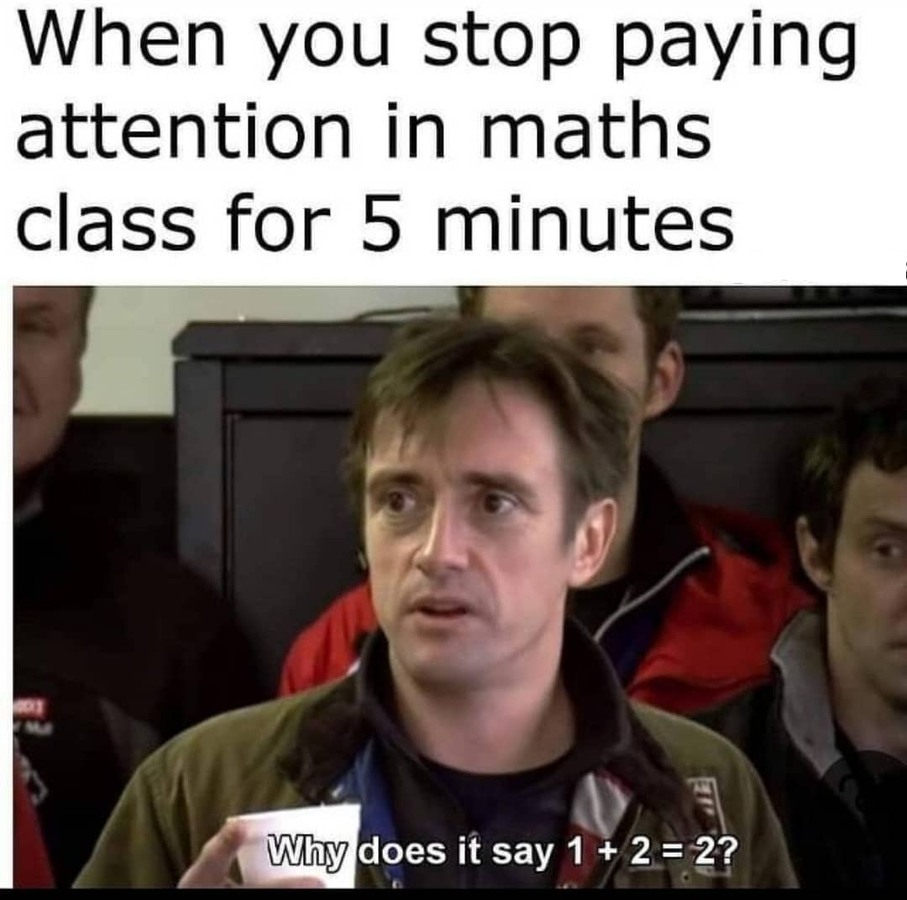 When you stop paying
attention in maths
class for 5 minutes
Why does it say 1 + 2 = 2?